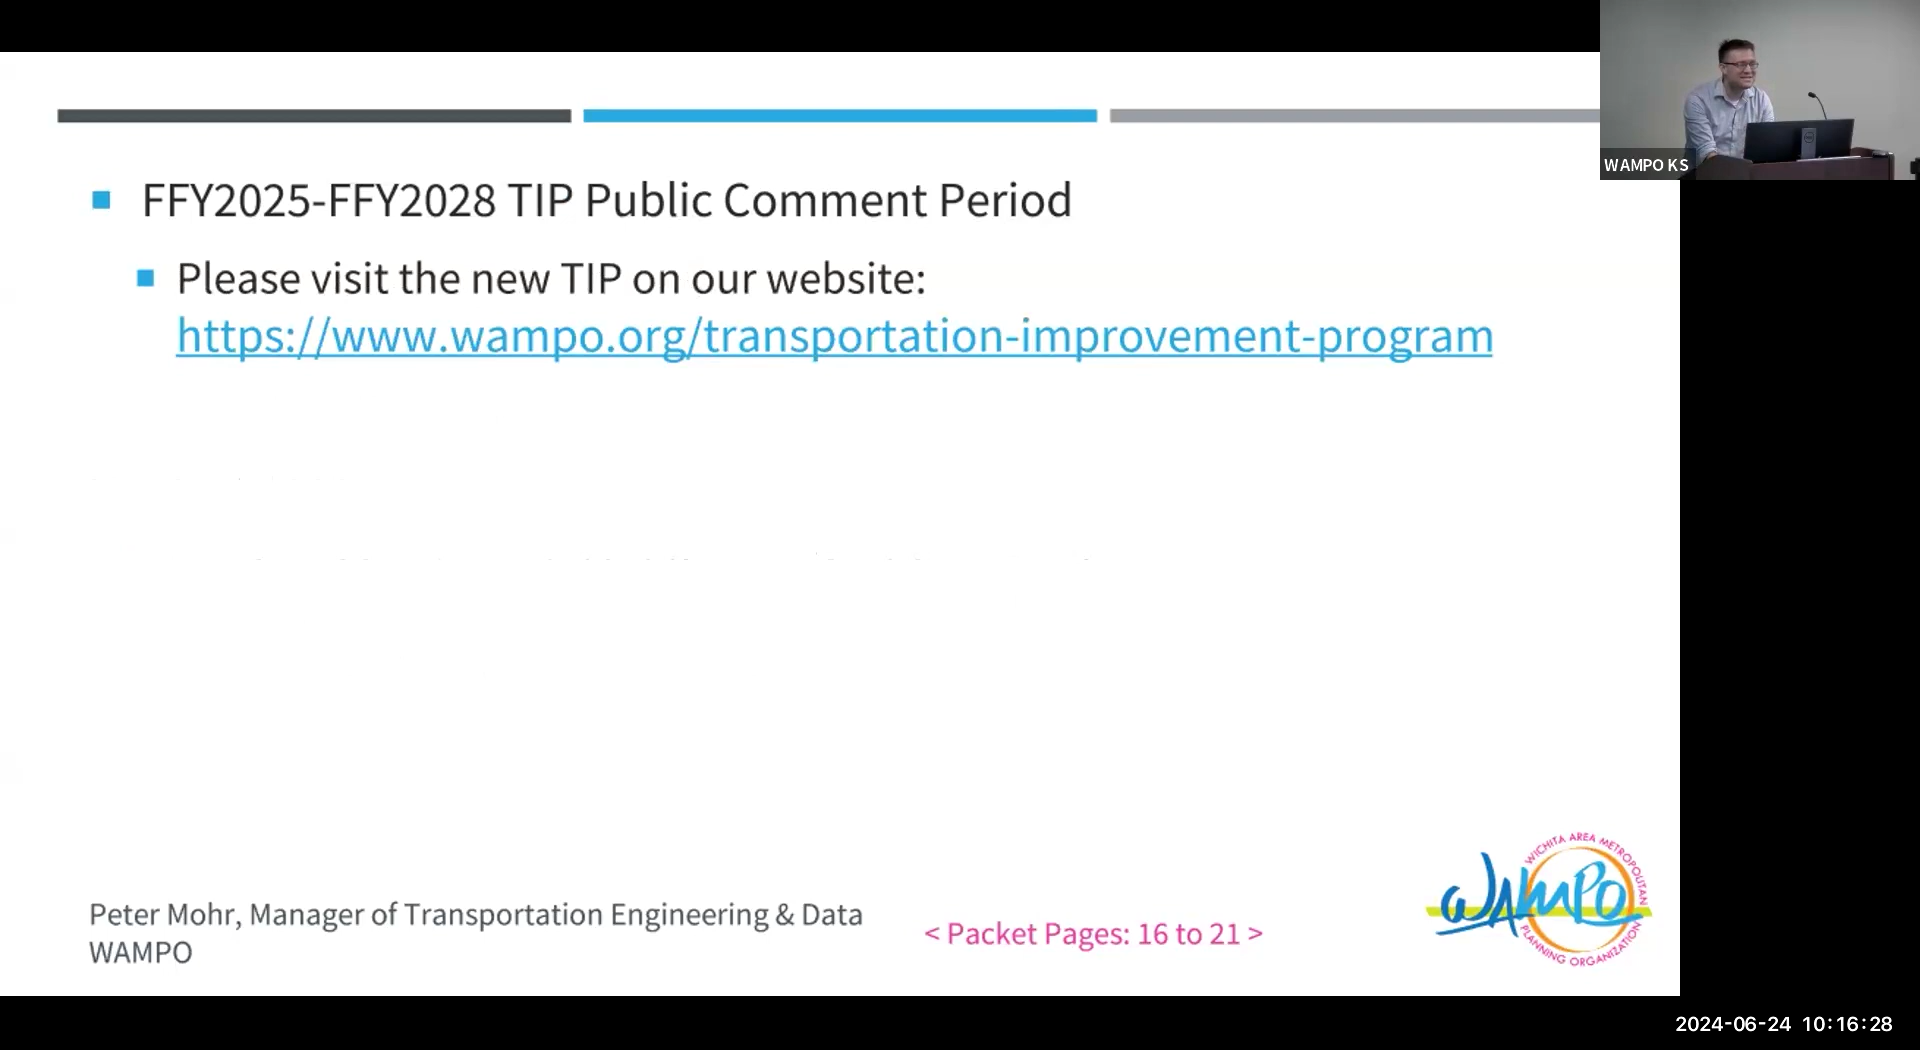 WAMPO KS
FFY2025-FFY2028 TIP Public Comment Period
Please visit the new TIP on our website:
https://www.wampo.org/transportation-improvement-program
Peter Mohr, Manager of Transportation Engineering & Data
WAMPO
< Packet Pages: 16 to 21 >
WICHITA AREA METROPOLITAN
WAMPO
PLANNING ORGANIZATION
2024-06-24 10:16:28